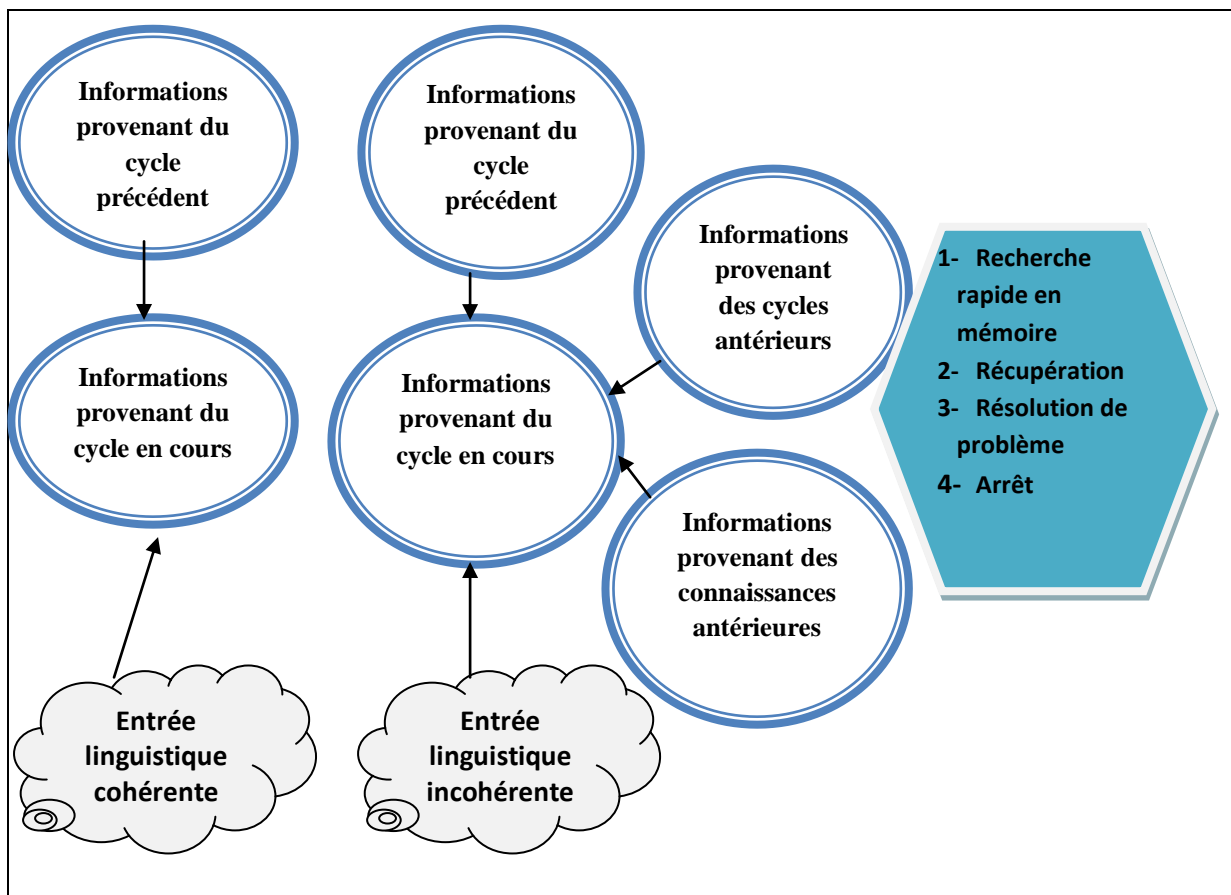 Informations
provenant du
cycle
précédent
Informations
provenant du
cycle en cours
Entrée
linguistique
cohérente
Informations
provenant du
cycle
précédent
Informations
provenant du
cycle en cours
Entrée
linguistique
incohérente
Informations
provenant
des cycles
antérieurs
Informations
provenant des
connaissances
antérieures
1- Recherche
rapide en
mémoire
2- Récupération
3- Résolution de
problème
4- Arrêt